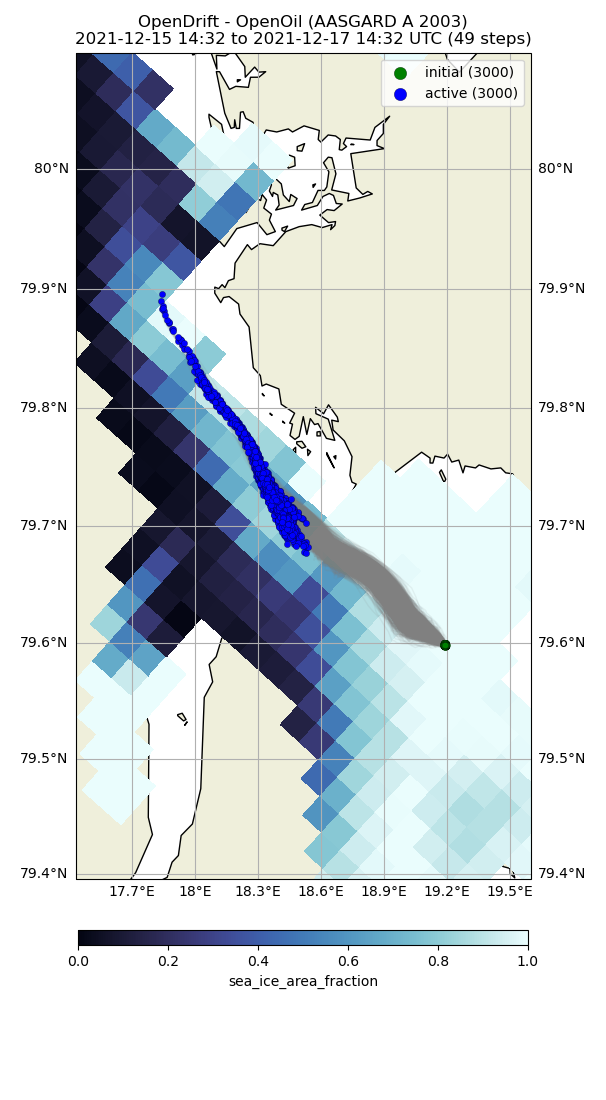 OpenDrift - OpenOil (AASGARD A 2003)
2021-12-15 14:32 to 2021-12-17 14:32 UTC (49 steps)
initial (3000)
active (3000)
80°N 80°N
79.9°N 79.9°N
79.8°N 79.8°N
79.7°N 79.7°N
79.6°N 79.6°N
79.5°N 79.5°N
79.4°N 79.4°N
17.7°E 18°E 18.3°E 18.6°E 18.9°E 19.2°E 19.5°E
0.0 0.2 0.4 0.6 0.8 1.0
sea_ice_area_fraction